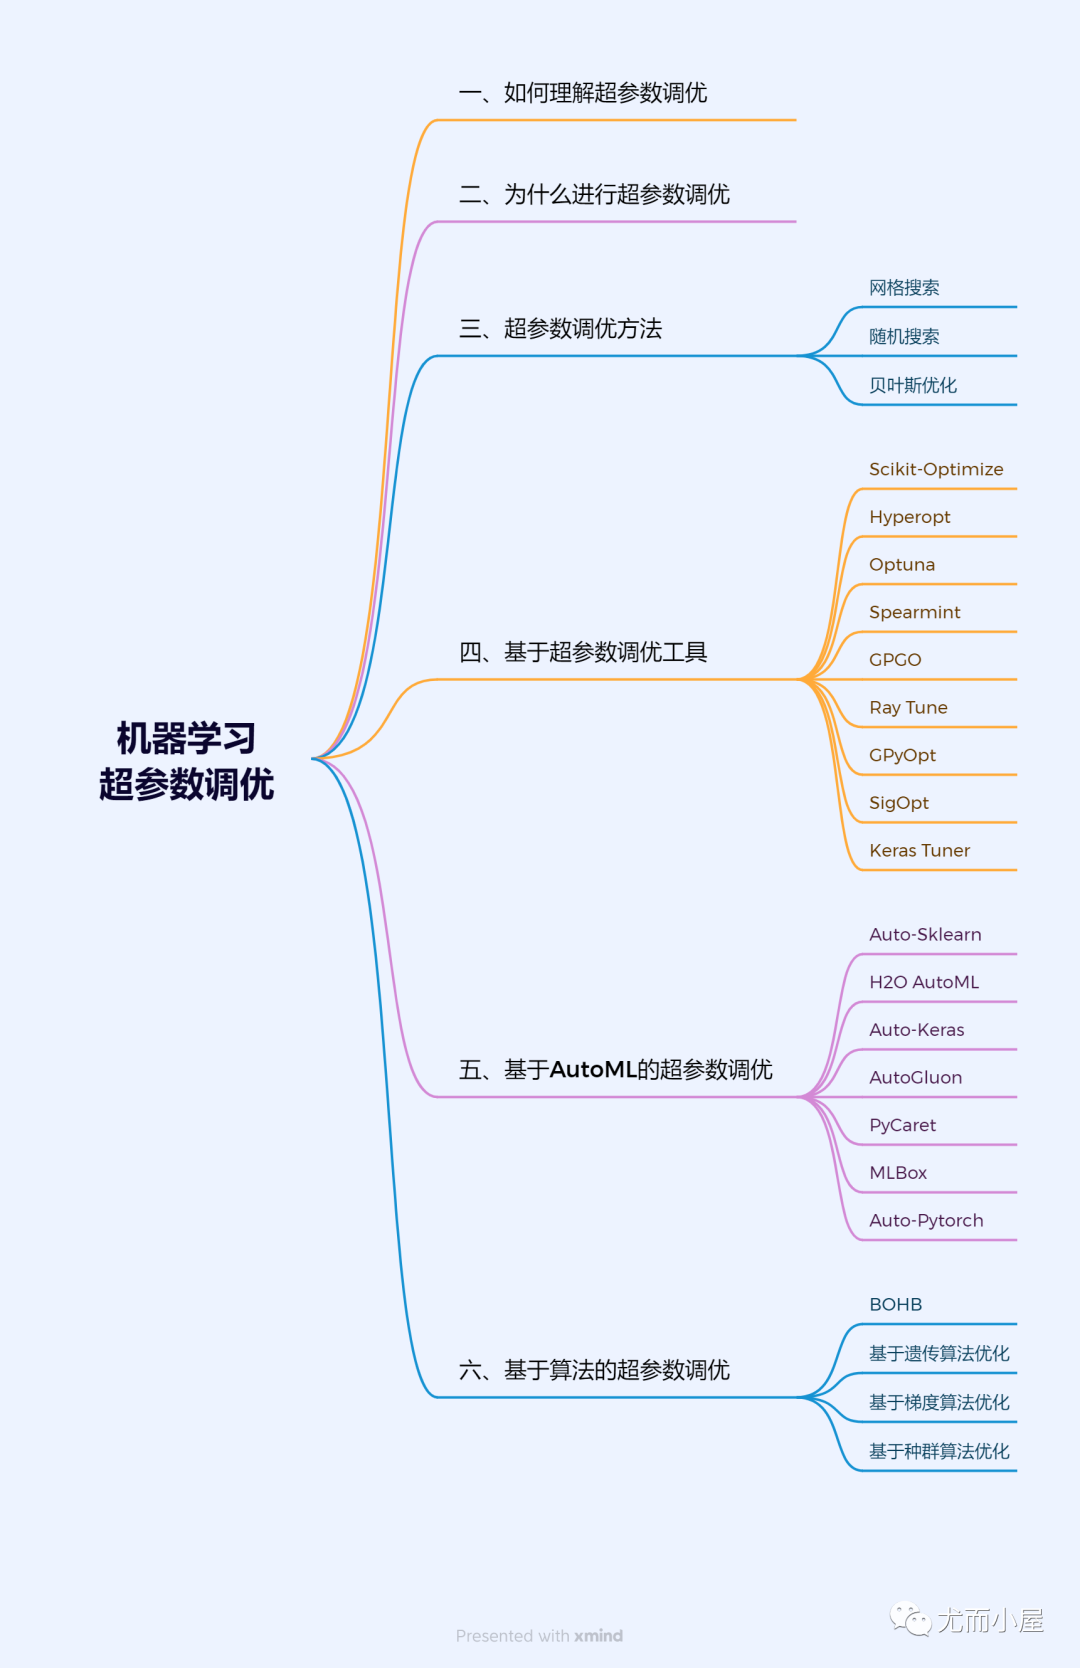 一、如何理解超参数调优
二、为什么进行超参数调优
三、超参数调优方法
网格搜索
随机搜索
贝叶斯优化
四、基于超参数调优工具
Scikit-Optimize
Hyperopt
Optuna
Spearmint
GPGO
Ray Tune
GPyOpt
SigOpt
Keras Tuner
机器学习
超参数调优
五、基于AutoML的超参数调优
Auto-Sklearn
H2O AutoML
Auto-Keras
AutoGluon
PyCaret
MLBox
Auto-Pytorch
六、基于算法的超参数调优
BOHB
基于遗传算法优化
基于梯度算法优化
基于种群算法优化
尤而小屋
Presented with xmind